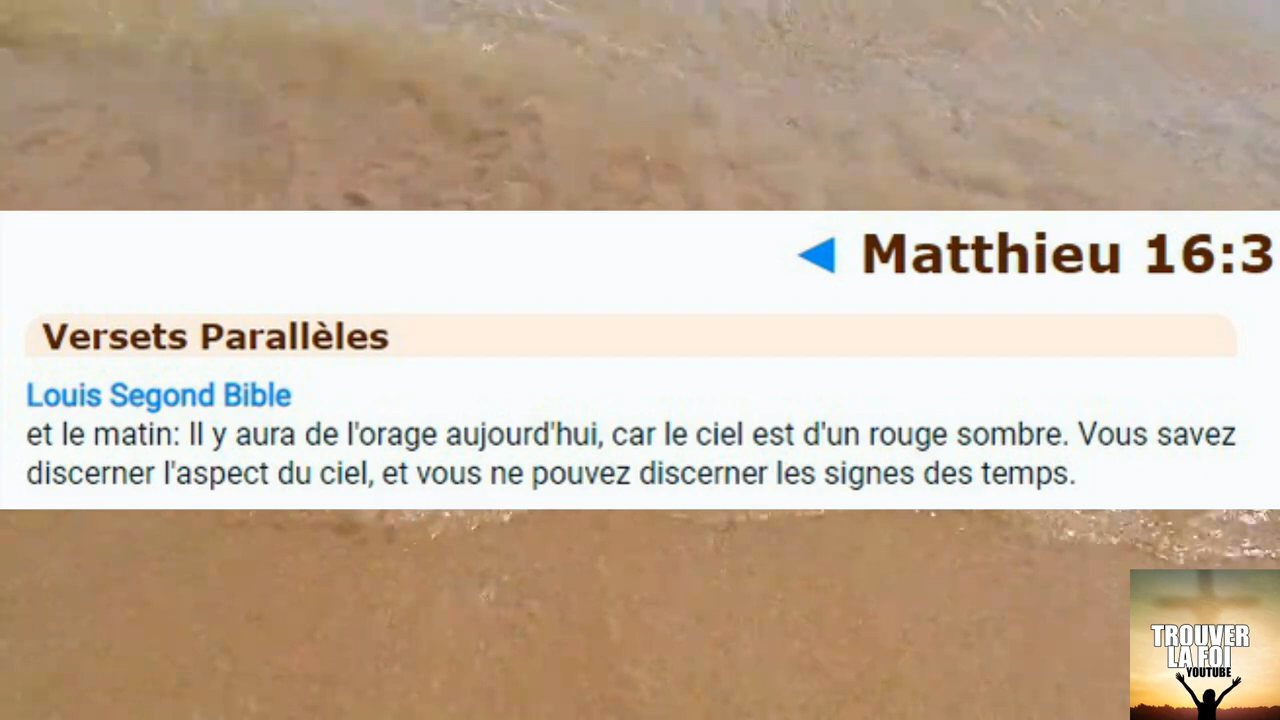 Matthieu 16:3
Versets Parallèles
Louis Segond Bible
et le matin: Il y aura de l'orage aujourd'hui, car le ciel est d'un rouge sombre. Vous savez
discerner l'aspect du ciel, et vous ne pouvez discerner les signes des temps.
TROUVER
LA FOI
YOUTUBE